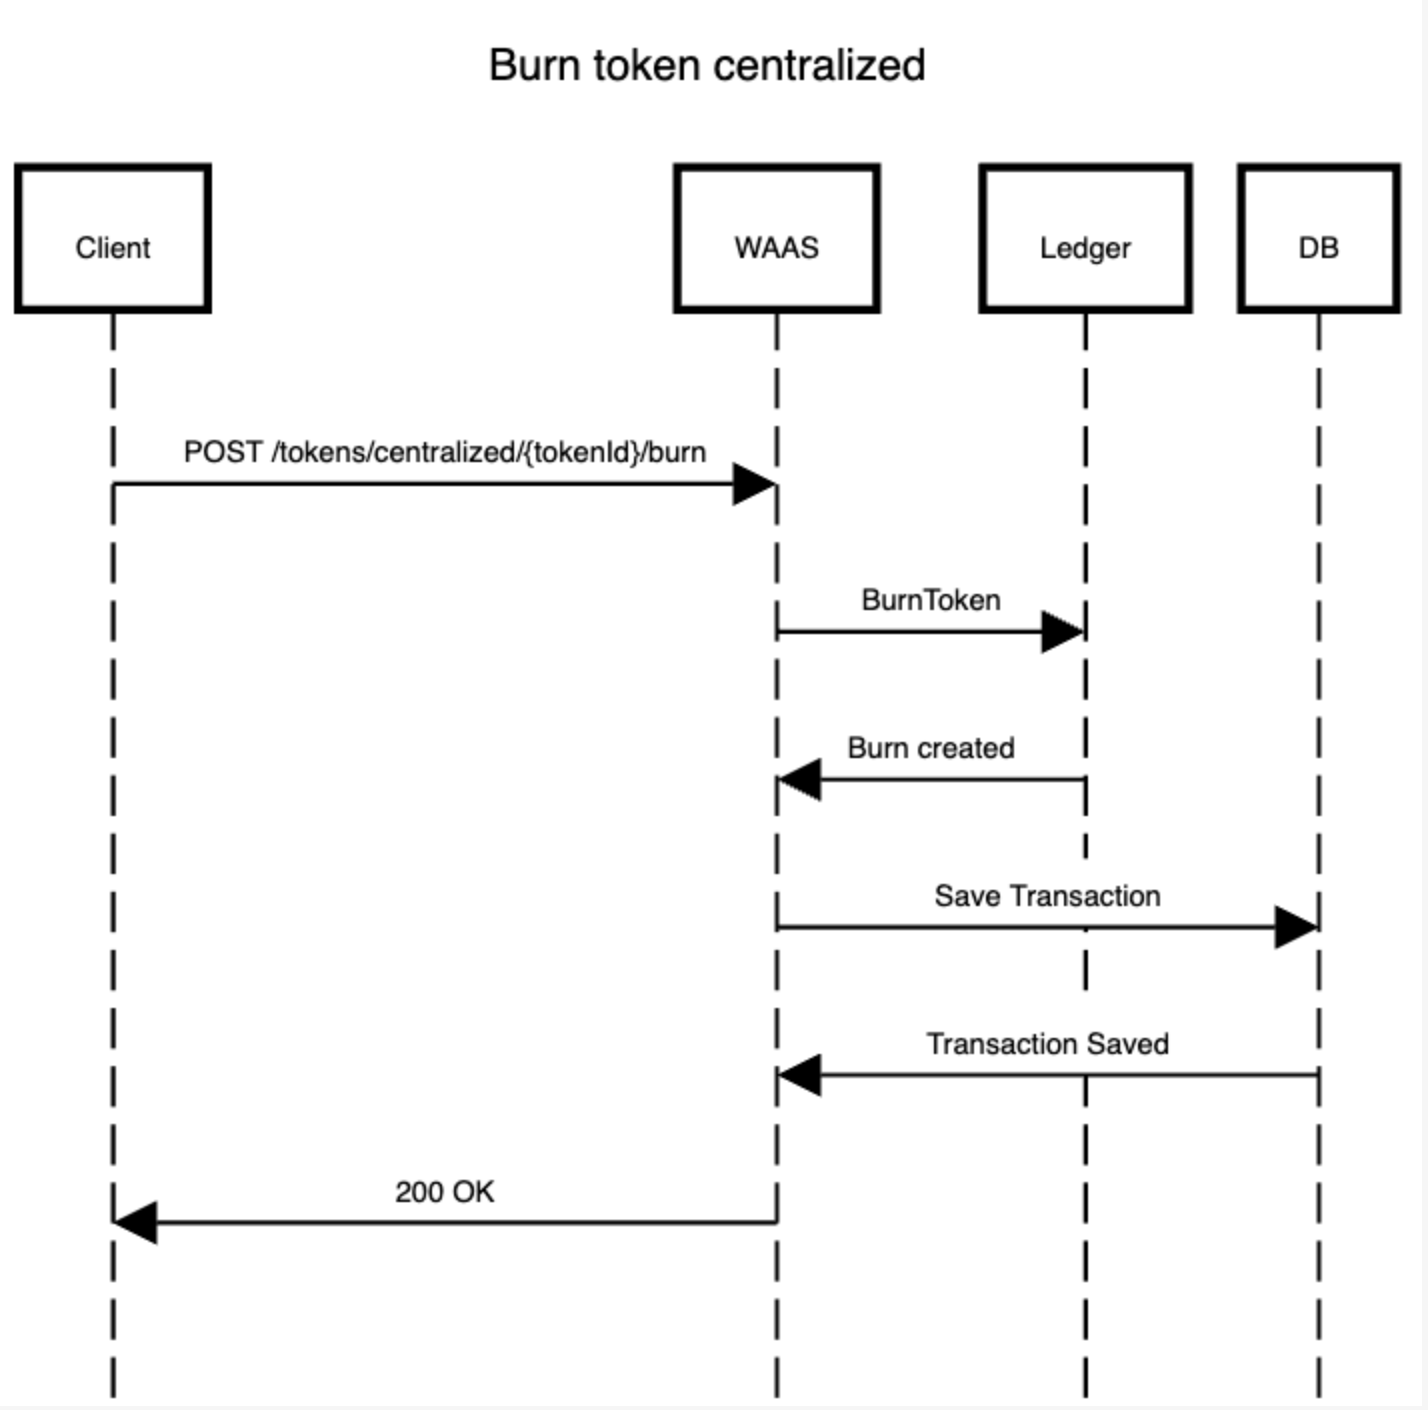 Burn token centralized
Client
WAAS
Ledger
DB
POST /tokens/centralized/{tokenId}/burn
BurnToken
Burn created
Save Transaction
Transaction Saved
200 OK